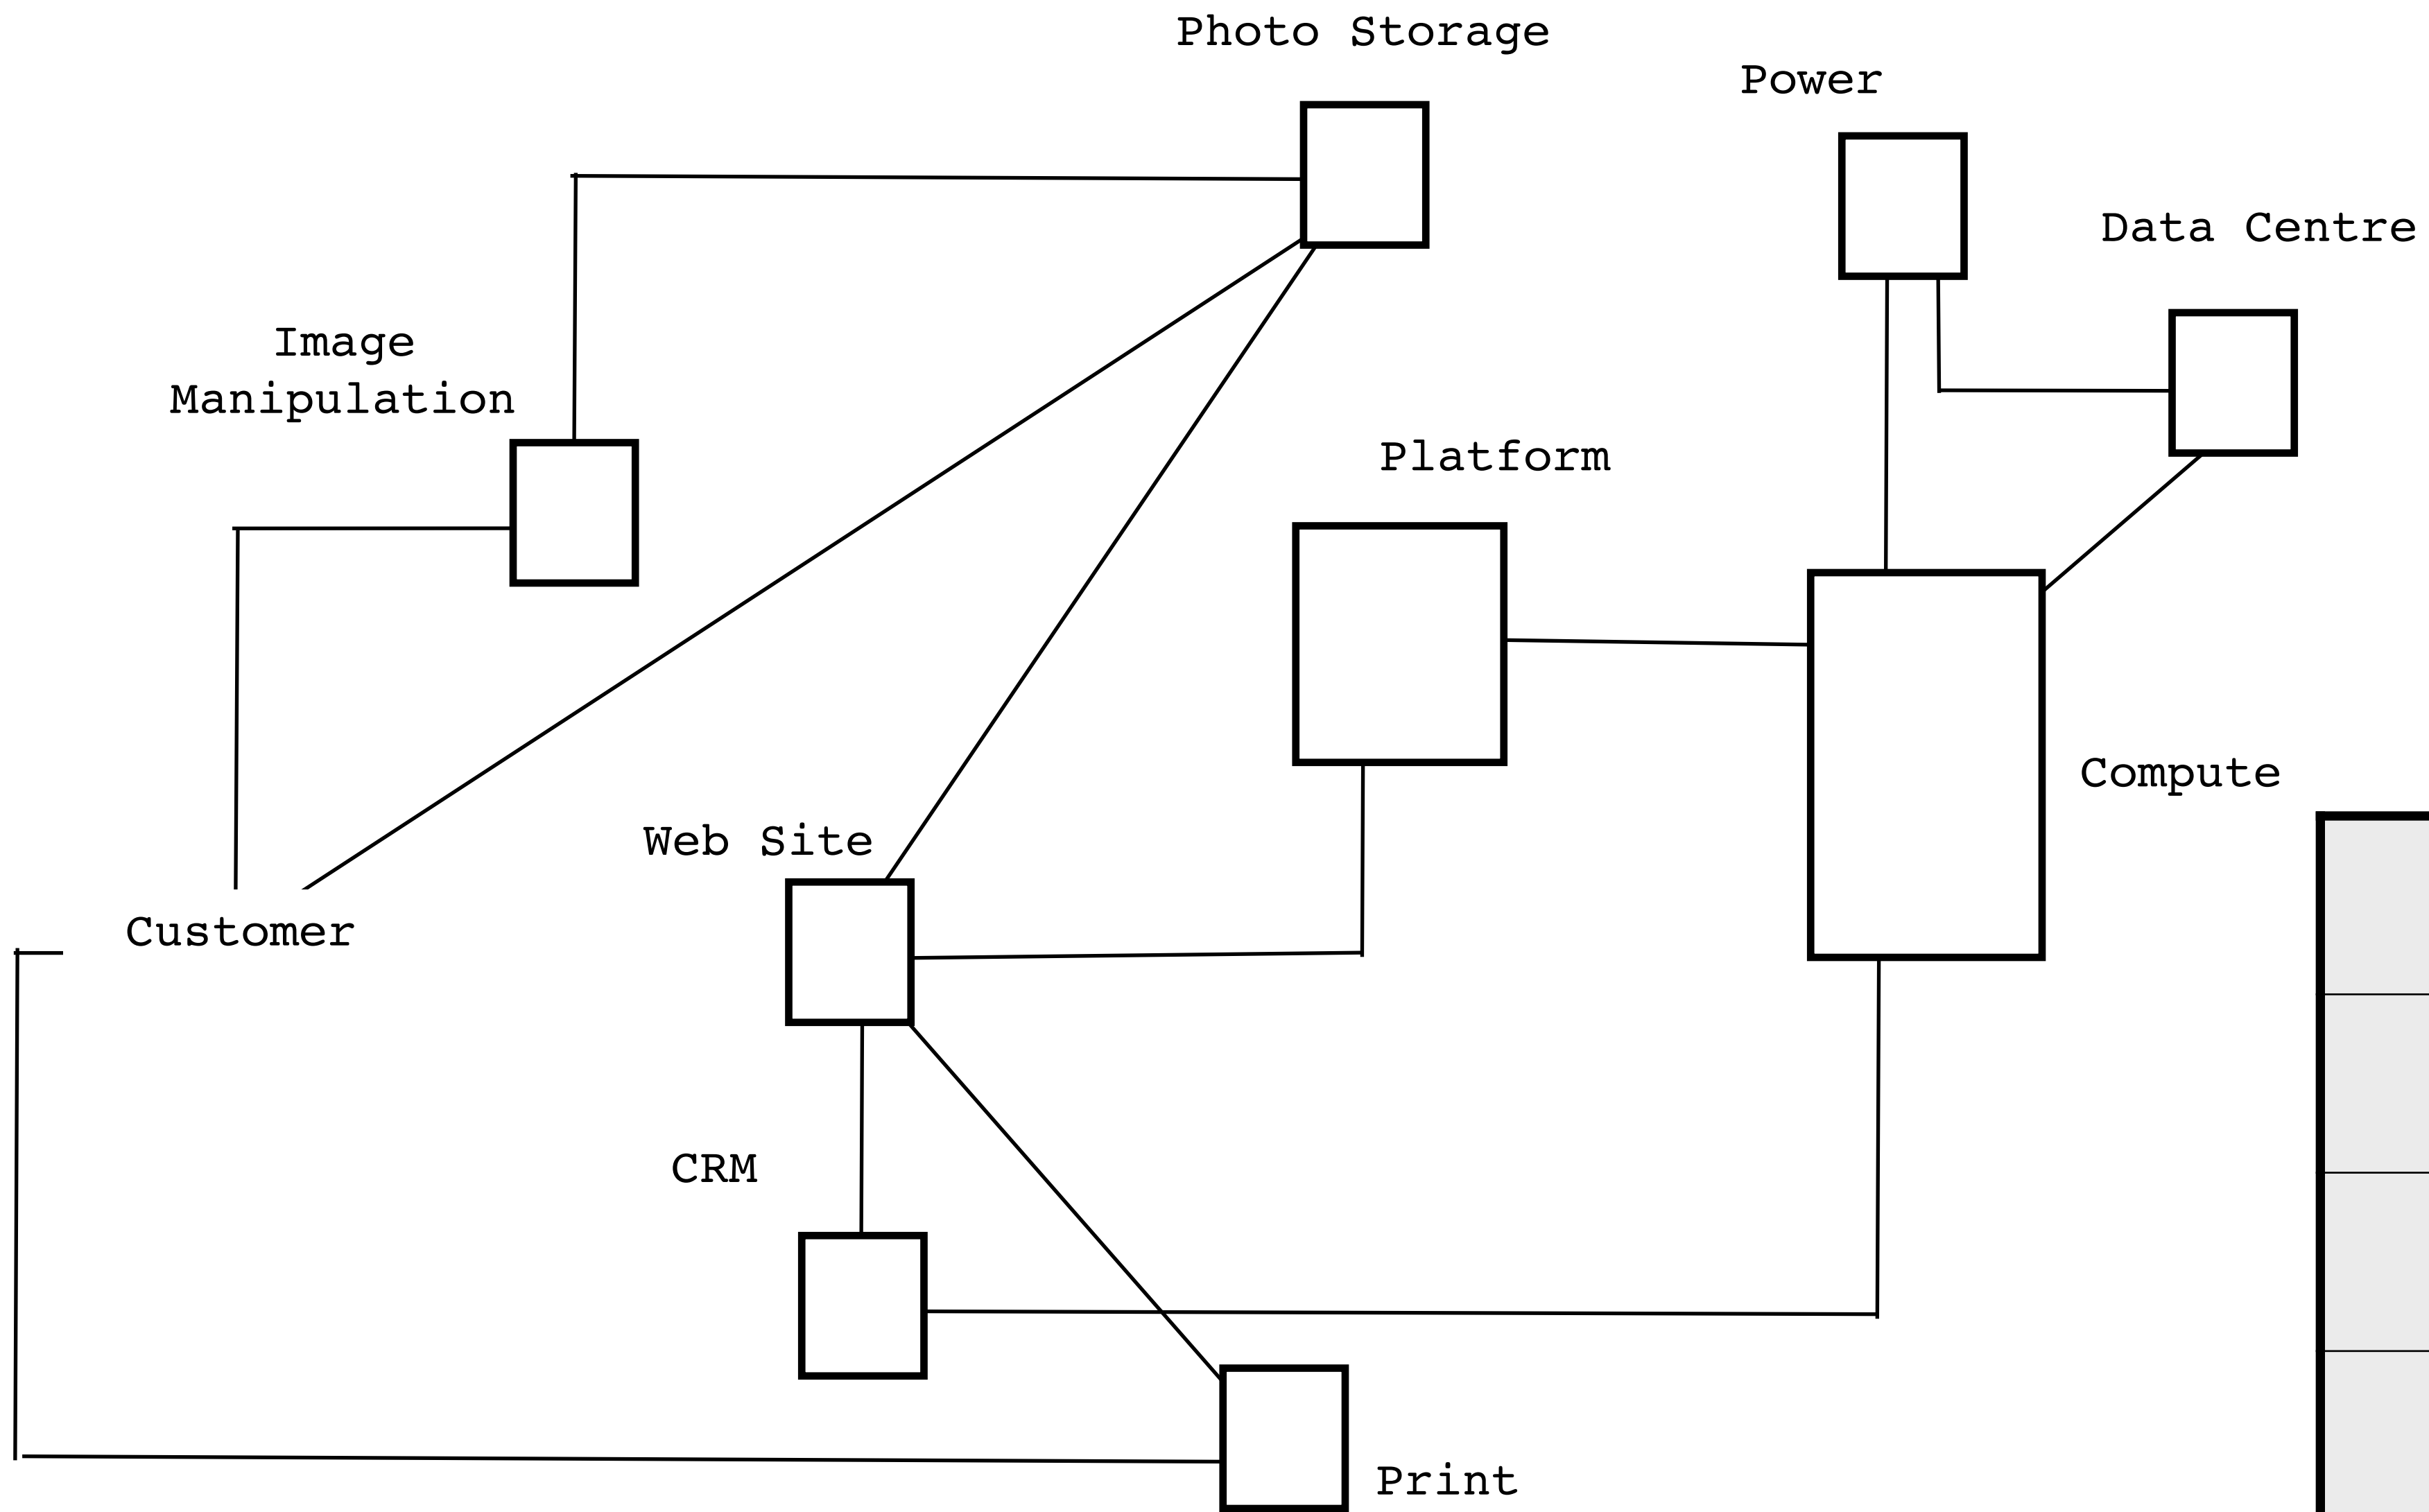 Photo Storage
Power
Data Centre
Image
Manipulation
Platform
Compute
Web Site
Customer
CRM
Print